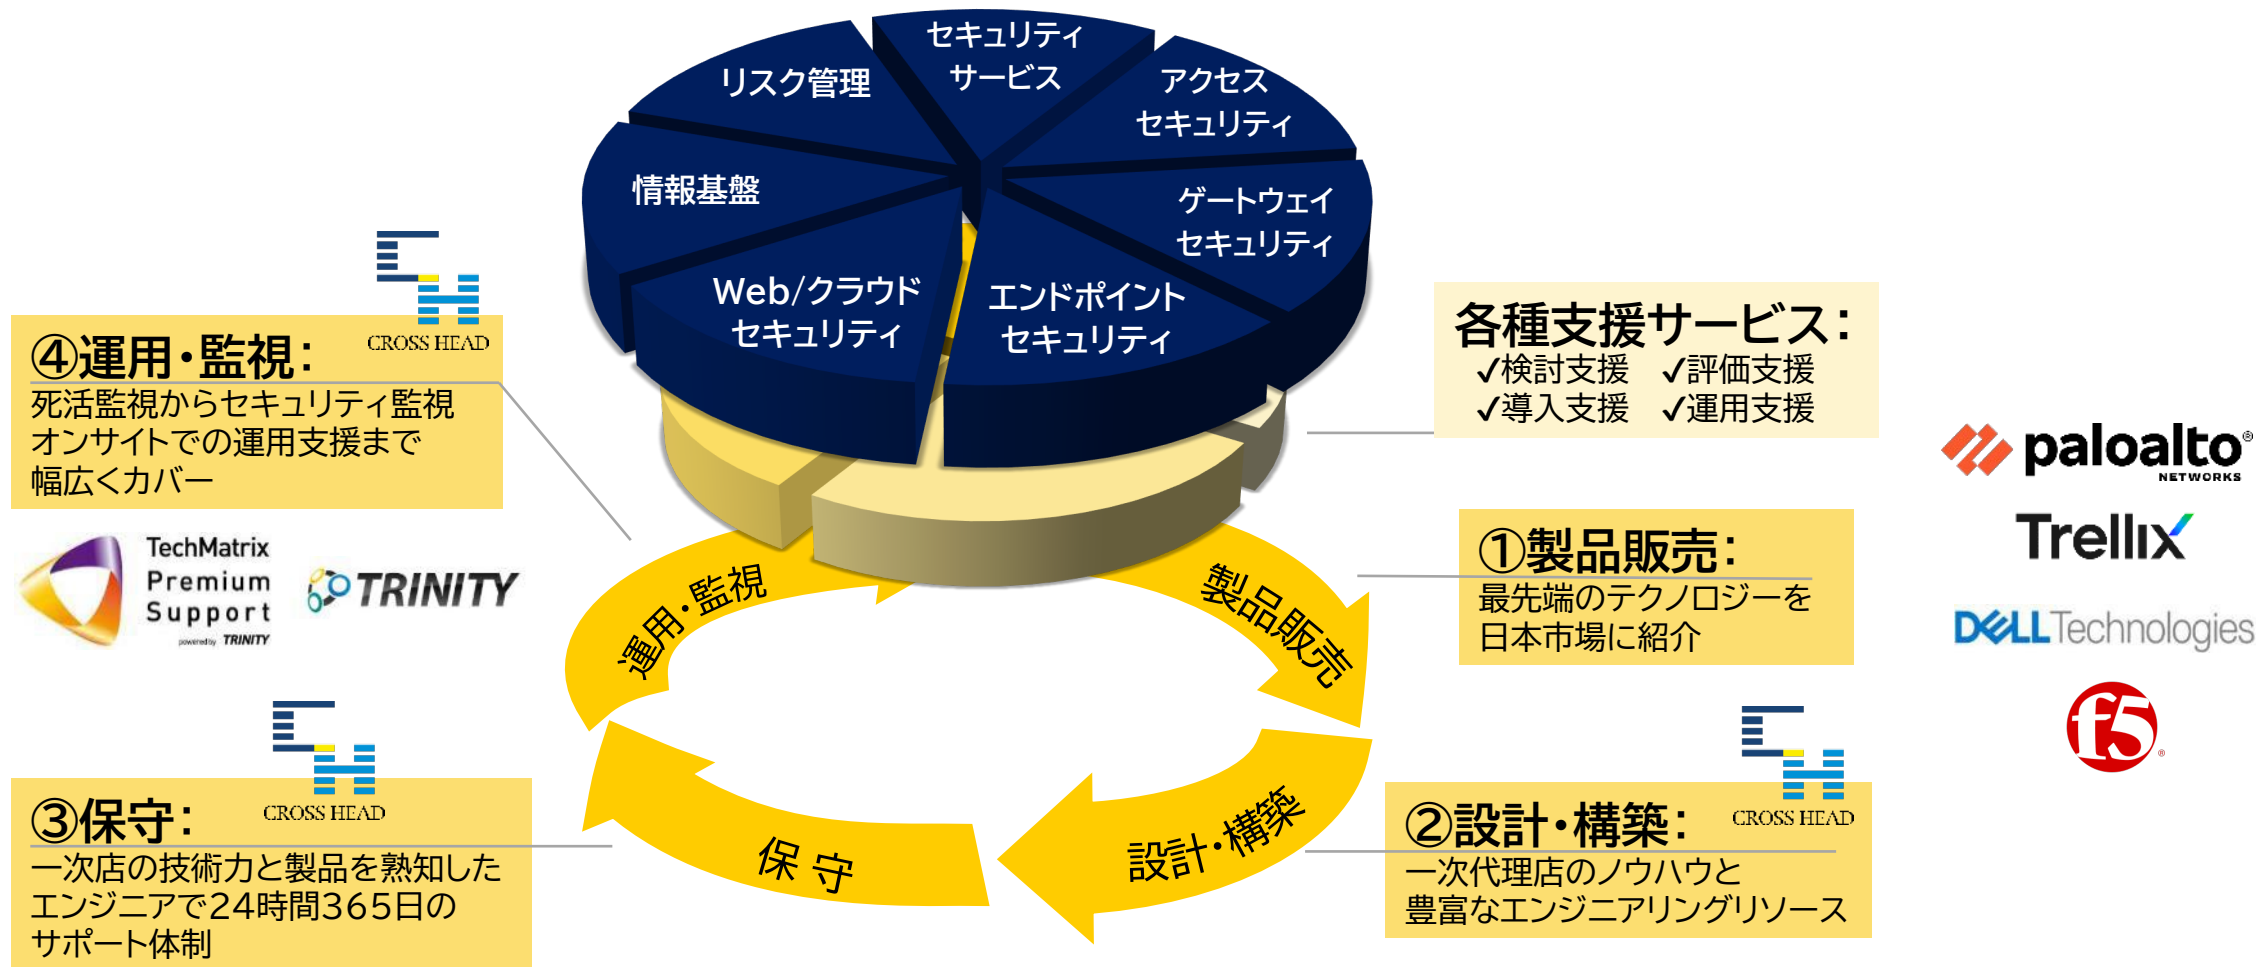 セキュリティ
サービス
リスク管理
アクセス
セキュリティ
情報基盤
ゲートウェイ
セキュリティ
Web/クラウド
セキュリティ
エンドポイント
セキュリティ
CROSS HEAD
④運用・監視：
死活監視からセキュリティ監視
オンサイトでの運用支援まで
幅広くカバー
各種支援サービス：
✓検討支援 ✓評価支援
✓導入支援 ✓運用支援
paloalto®
NETWORKS
Trellix
DELL Technologies
f5®
TechMatrix
Premium
Support
powered by TRINITY
TRINITY
①製品販売：
最先端のテクノロジーを
日本市場に紹介
運用・監視
製品販売
設計・構築
保守
CROSS HEAD
③保守：
一次店の技術力と製品を熟知した
エンジニアで24時間365日の
サポート体制
CROSS HEAD
②設計・構築：
一次代理店のノウハウと
豊富なエンジニアリングリソース